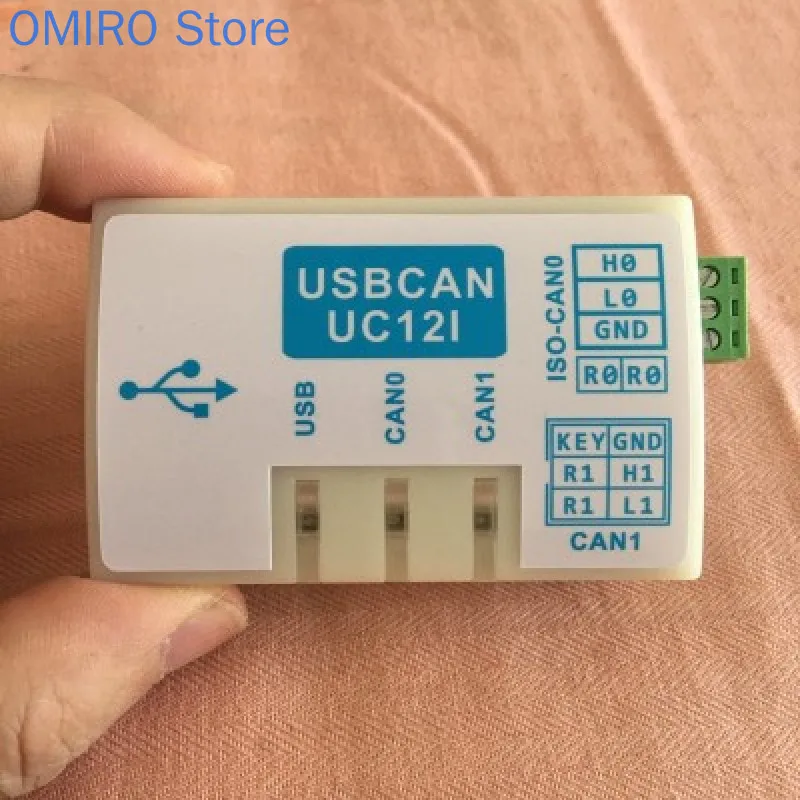 OMIRO Store
USBCAN
UC12I
USB
CAN0
CAN1
ISO-CAN0
H0
L0
GND
R0 R0
KEY GND
R1 H1
R1 L1
CAN1